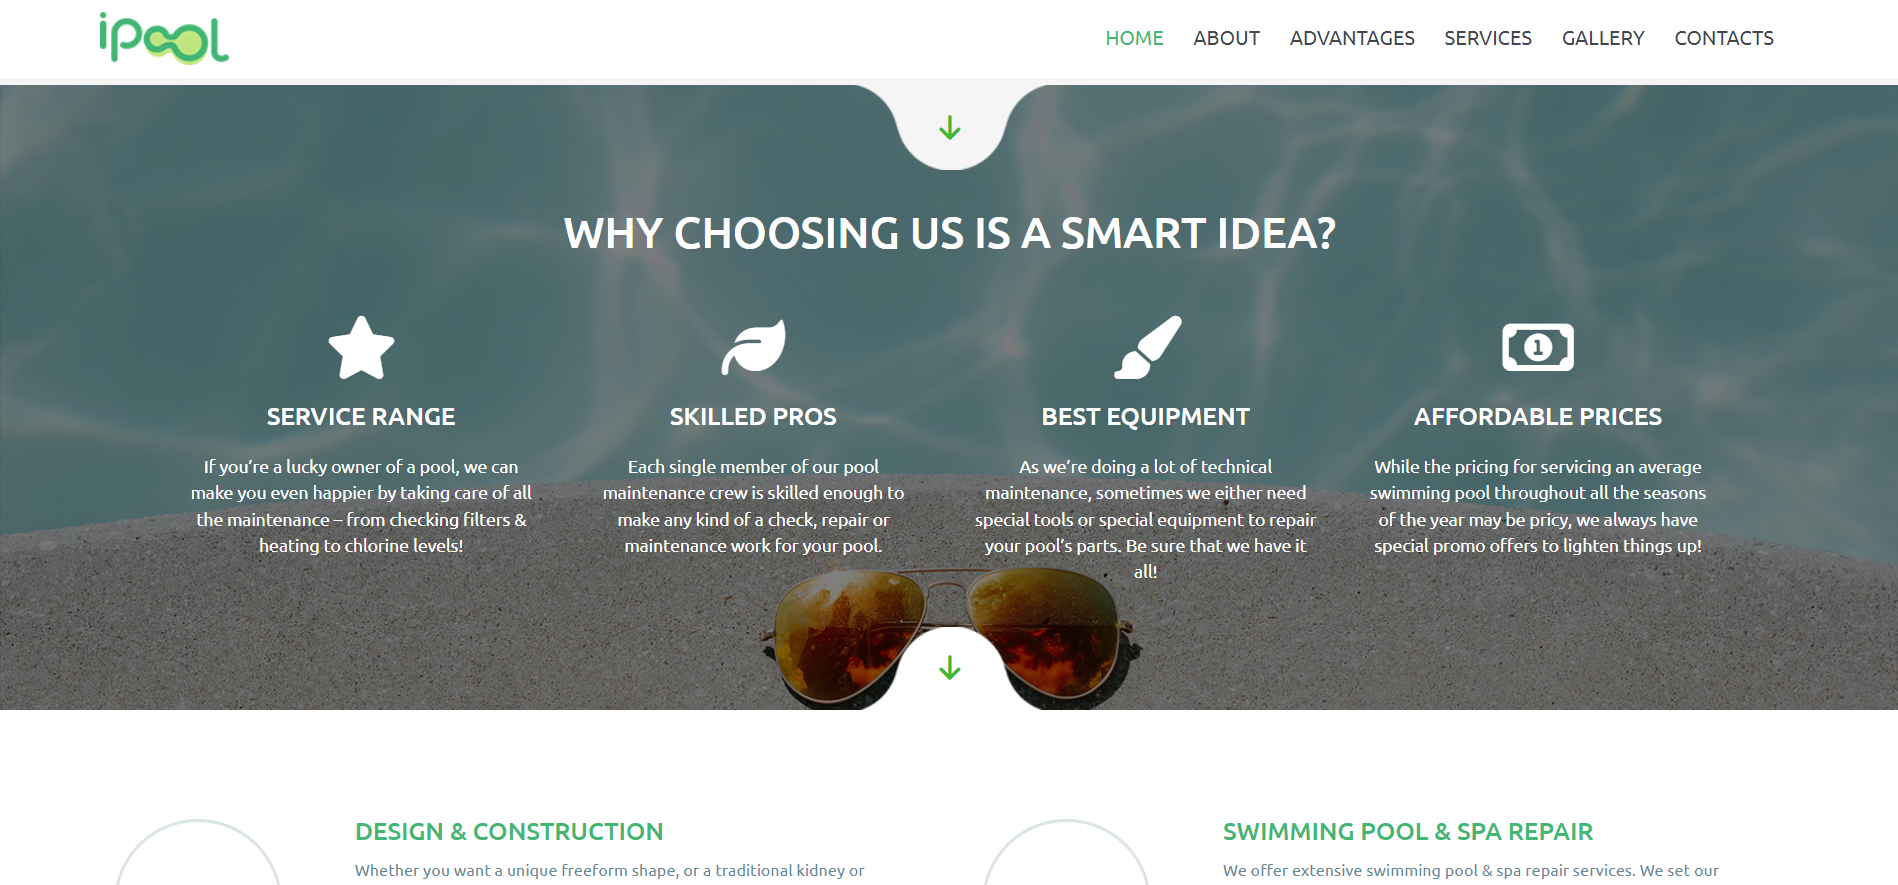 ipool
HOME ABOUT ADVANTAGES SERVICES GALLERY CONTACTS
WHY CHOOSING US IS A SMART IDEA?
1
SERVICE RANGE
If you’re a lucky owner of a pool, we can
make you even happier by taking care of all
the maintenance – from checking filters &
heating to chlorine levels!
SKILLED PROS
Each single member of our pool
maintenance crew is skilled enough to
make any kind of a check, repair or
maintenance work for your pool.
BEST EQUIPMENT
As we’re doing a lot of technical
maintenance, sometimes we either need
special tools or special equipment to repair
your pool’s parts. Be sure that we have it
all!
AFFORDABLE PRICES
While the pricing for servicing an average
swimming pool throughout all the seasons
of the year may be pricy, we always have
special promo offers to lighten things up!
DESIGN & CONSTRUCTION
Whether you want a unique freeform shape, or a traditional kidney or
SWIMMING POOL & SPA REPAIR
We offer extensive swimming pool & spa repair services. We set our